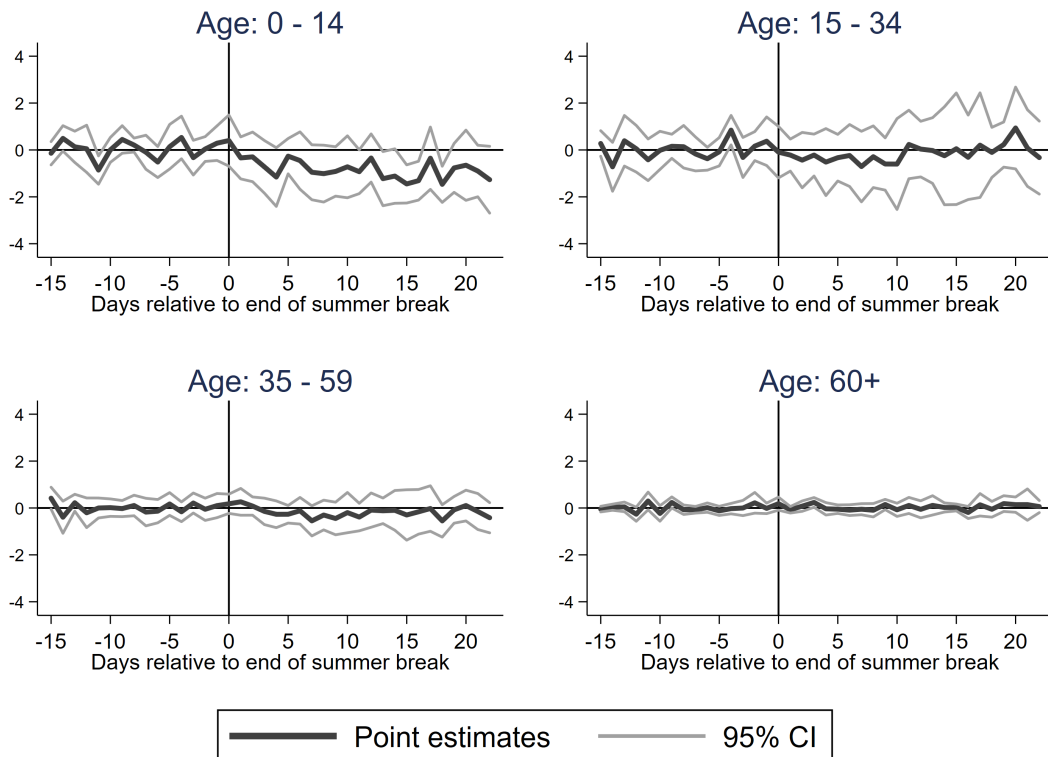 Age: 0 - 14
4
2
0
-2
-4
-15 -10 -5 0 5 10 15 20
Days relative to end of summer break
Age: 15 - 34
4
2
0
-2
-4
-15 -10 -5 0 5 10 15 20
Days relative to end of summer break
Age: 35 - 59
4
2
0
-2
-4
-15 -10 -5 0 5 10 15 20
Days relative to end of summer break
Age: 60+
4
2
0
-2
-4
-15 -10 -5 0 5 10 15 20
Days relative to end of summer break
Point estimates 95% CI